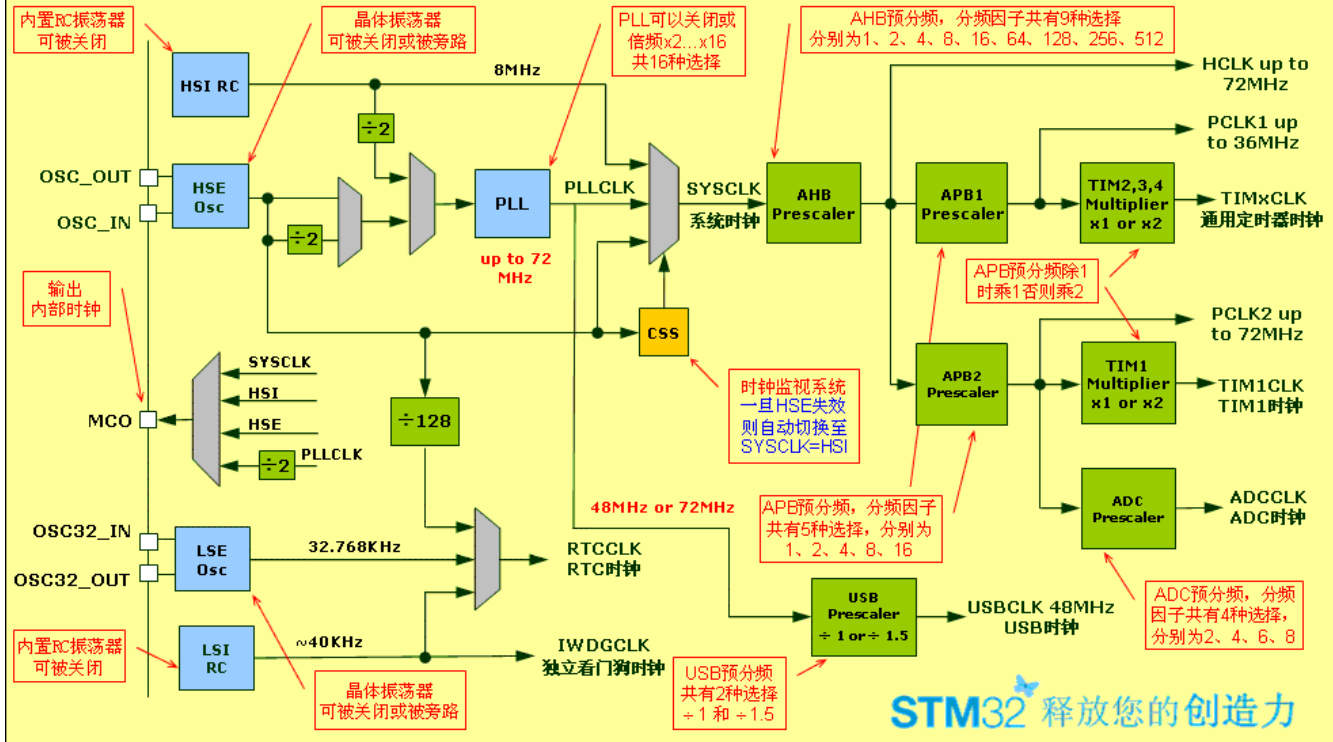 内置RC振荡器
可被关闭
晶体振荡器
可被关闭或被旁路
PLL可以关闭或
倍频x2...x16
共16种选择
AHB预分频，分频因子共有9种选择
分别为1、2、4、8、16、64、128、256、512
HSI RC
8MHz
÷2
HCLK up to
72MHz
PCLK1 up
to 36MHz
OSC_OUT
OSC_IN
HSE
Osc
÷2
PLL
PLLCLK
up to 72
MHz
SYSCLK
系统时钟
AHB
Prescaler
APB1
Prescaler
TIM2,3,4
Multiplier
x1 or x2
TIMxCLK
通用定时器时钟
APB预分频除1
时乘1否则乘2
输出
内部时钟
CSS
时钟监视系统
一旦HSE失效
则自动切换至
SYSCLK=HSI
PCLK2 up
to 72MHz
APB2
Prescaler
TIM1
Multiplier
x1 or x2
TIM1CLK
TIM1时钟
MCO
SYSCLK
HSI
HSE
÷2
PLLCLK
÷128
48MHz or 72MHz
APB预分频，分频因子
共有5种选择，分别为
1、2、4、8、16
ADC
Prescaler
ADCCLK
ADC时钟
ADC预分频，分频
因子共有4种选择，
分别为2、4、6、8
OSC32_IN
OSC32_OUT
LSE
Osc
32.768KHz
RTCCLK
RTC时钟
USB
Prescaler
÷ 1 or÷ 1.5
USBCLK 48MHz
USB时钟
USB预分频
共有2种选择
÷1 和 ÷1.5
内置RC振荡器
可被关闭
LSI
RC
~40KHz
IWDGCLK
独立看门狗时钟
晶体振荡器
可被关闭或被旁路
STM32 释放您的创造力